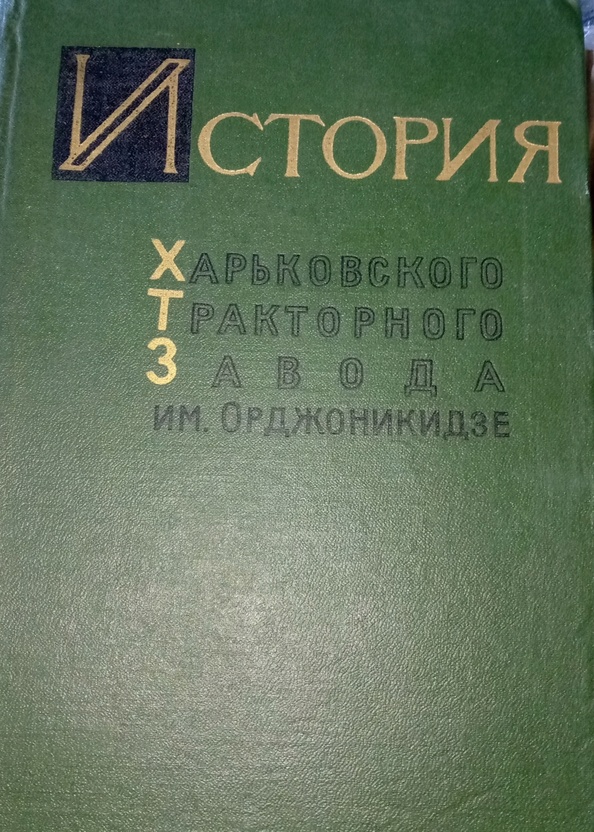 История
Харьковского
Тракторного
Завода
им. Орджоникидзе